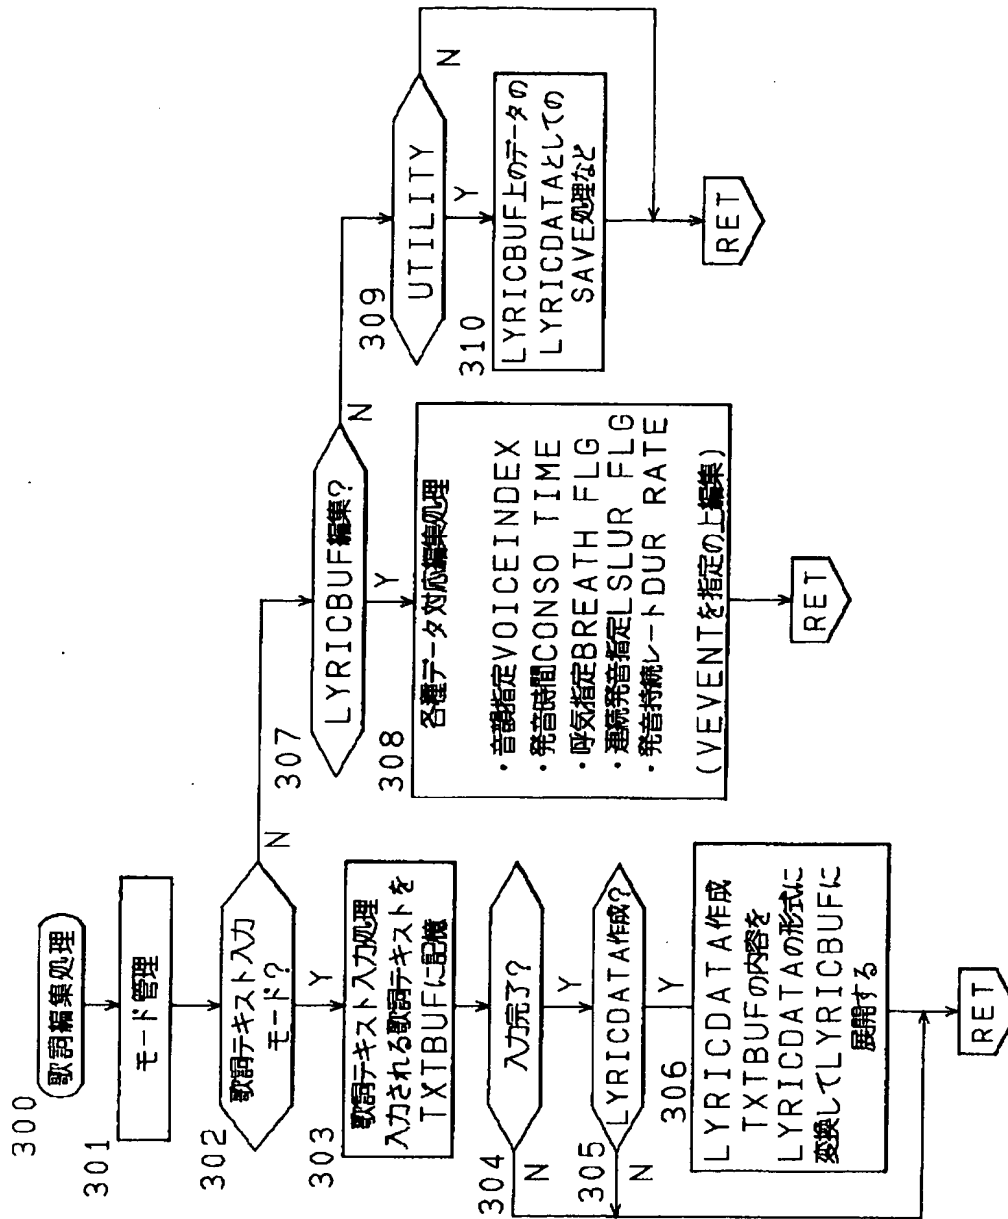 300
歌詞編集処理
301
モード管理
302
歌詞テキスト入力
モード?
N
Y
303
歌詞テキスト入力処理
入力される歌詞テキストを
TXTBUFに記憶
304
入力完了?
N
Y
305
LYRICDATA作成?
N
Y
306
LYRICDATA作成
TXTBUFの内容を
LYRICDATAの形式に
変換してLYRICBUFに
展開する
RET
307
LYRICBUF編集?
N
Y
308
各種データ対応編集処理
・音韻指定VOICEINDEX
・発音時間CONSO TIME
・呼気指定BREATH FLG
・連続発音指定LSLUR FLG
・発音持続レートDUR RATE
(VEVENTを指定の上編集)
RET
309
UTILITY
N
Y
310
LYRICBUF上のデータの
LYRICDATAとしての
SAVE処理など
RET